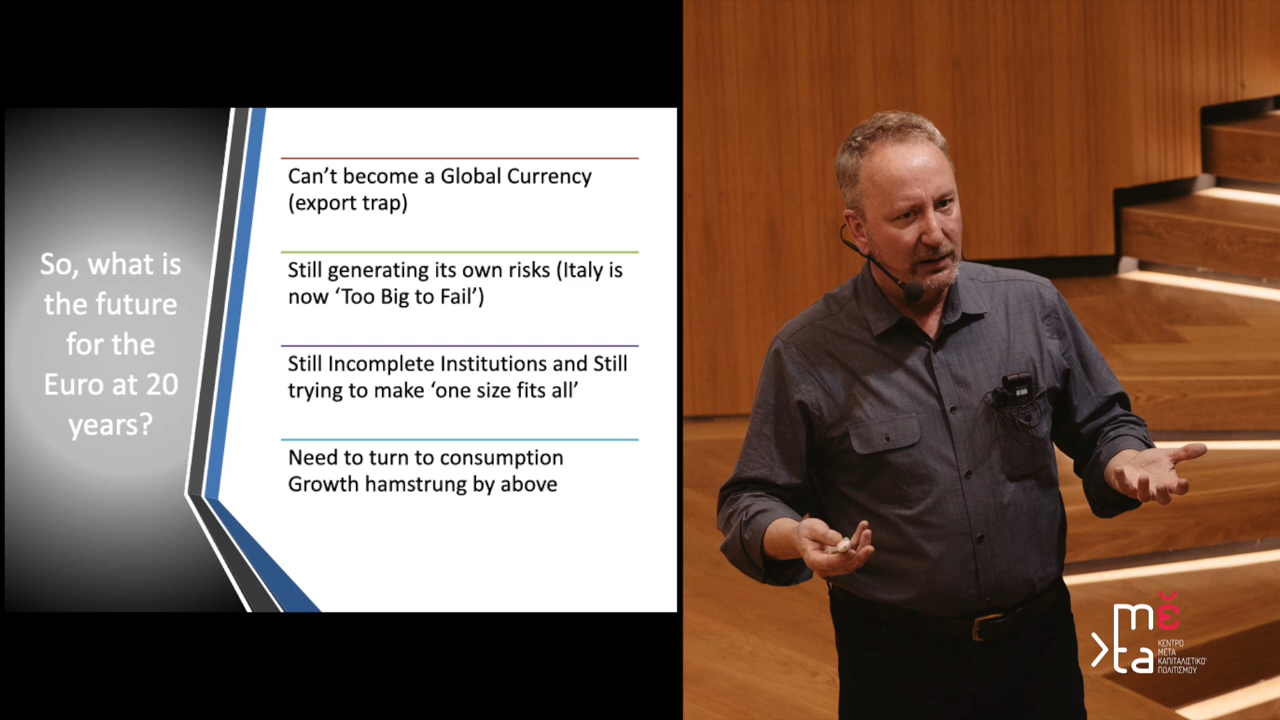 So, what is
the future
for the
Euro at 20
years?
Can't become a Global Currency
(export trap)
Still generating its own risks (Italy is
now 'Too Big to Fail')
Still Incomplete Institutions and Still
trying to make 'one size fits all'
Need to turn to consumption
Growth hamstrung by above
mέ
ta
ΚΕΝΤΡΟ
ΜΕΤΑ
ΚΑΠΙΤΑΛΙΣΤΙΚΟΥ
ΠΟΛΙΤΙΣΜΟΥ